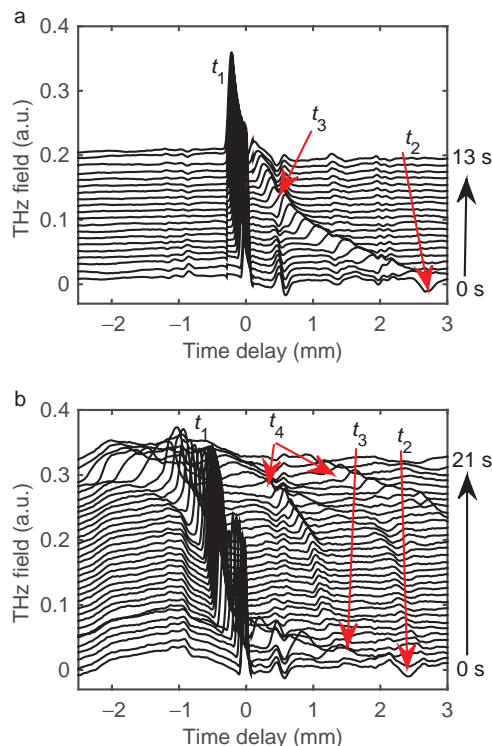 a
0.4
0.3
0.2
0.1
0
THz field (a.u.)
t1
t3
t2
13 s
0 s
−2 −1 0 1 2 3
Time delay (mm)
b
0.4
0.3
0.2
0.1
0
THz field (a.u.)
t1
t4
t3
t2
21 s
0 s
−2 −1 0 1 2 3
Time delay (mm)